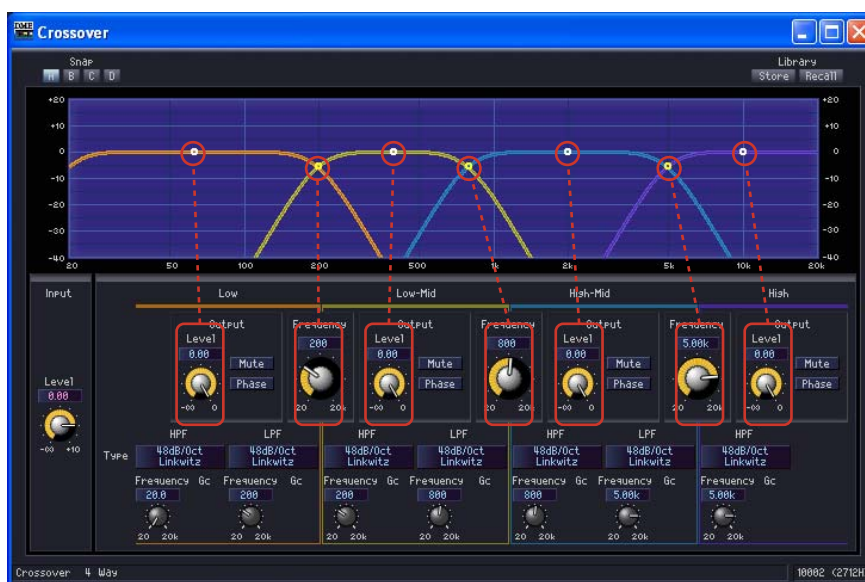 Crossover
Snap
Library
A B C D
Store Recall
+20 +20
+10 +10
0 0
-10 -10
-20 -20
-30 -30
-40 -40
20 50 100 200 500 1k 2k 5k 10k 20k
Input Low Low-Mid High-Mid High
Output Frequency Output Frequency Output Frequency Output
Level 200 Level 800 Level 5.00k Level
0.00 0.00 0.00 0.00
Mute Mute Mute Mute
Phase Phase Phase Phase
Level
0.00
-∞ 0 20 20k -∞ 0 20 20k -∞ 0 20 20k -∞ 0
-∞ +10
HPF LPF HPF LPF HPF LPF HPF
Type 48dB/Oct 48dB/Oct 48dB/Oct 48dB/Oct 48dB/Oct 48dB/Oct 48dB/Oct
Linkwitz Linkwitz Linkwitz Linkwitz Linkwitz Linkwitz Linkwitz
Frequency Gc Frequency Gc Frequency Gc Frequency Gc Frequency Gc Frequency Gc Frequency Gc
20.0 200 200 800 800 5.00k 5.00k
20 20k 20 20k 20 20k 20 20k 20 20k 20 20k 20 20k
Crossover 4 Way 10002 (2712H